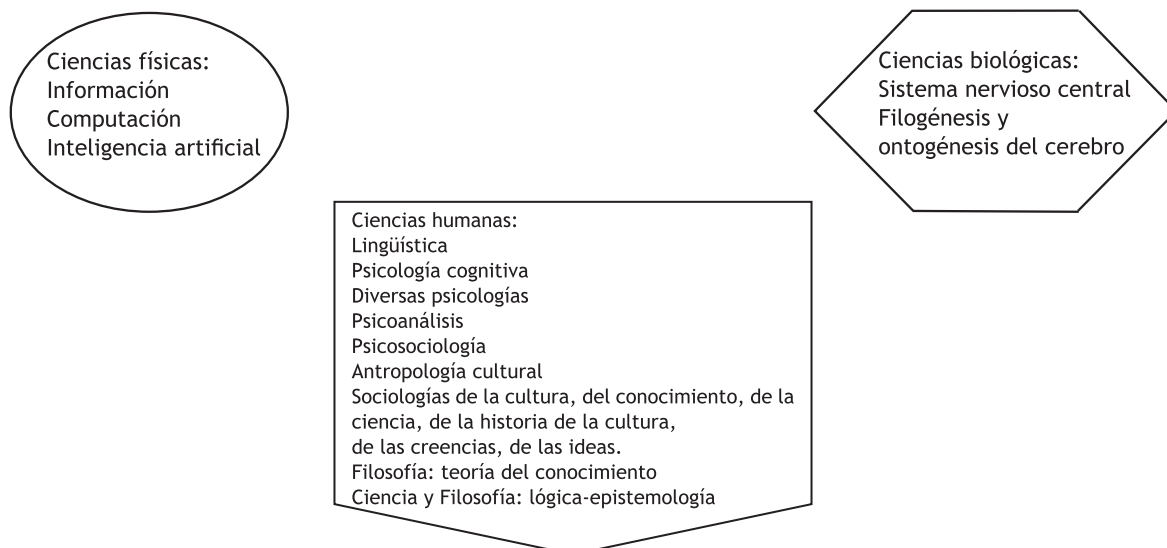 Ciencias físicas:
Información
Computación
Inteligencia artificial
Ciencias biológicas:
Sistema nervioso central
Filogénesis y
ontogénesis del cerebro
Ciencias humanas:
Lingüística
Psicología cognitiva
Diversas psicologías
Psicoanálisis
Psicosociología
Antropología cultural
Sociologías de la cultura, del conocimiento, de la
ciencia, de la historia de la cultura,
de las creencias, de las ideas.
Filosofía: teoría del conocimiento
Ciencia y Filosofía: lógica-epistemología